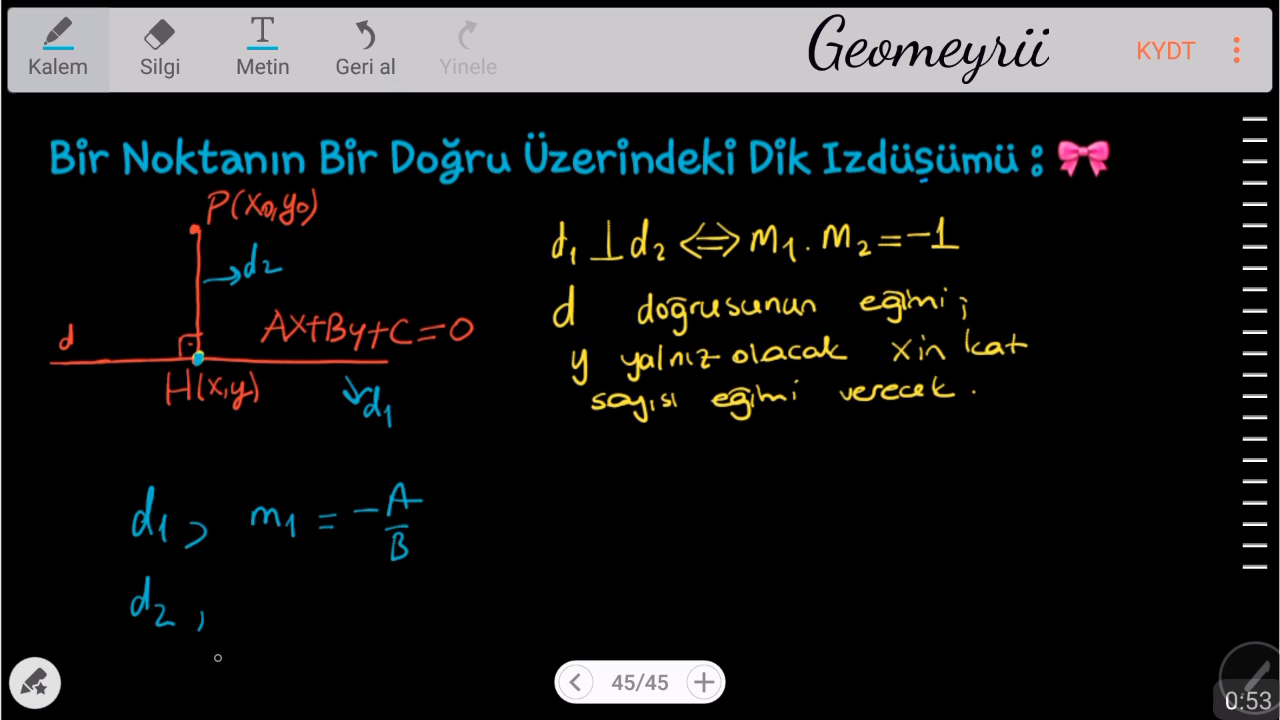 Kalem Silgi Metin Geri al Yinele Geomeyrii KYDT
Bir Noktanın Bir Doğru Üzerindeki Dik Izdüşümü :
P(x0,y0)
d2
d
AX+By+C=0
H(x,y)
d1
d1 ⊥ d2 ⇔ m1 . m2 = -1
d doğrusunun eğimi;
y yalnız olacak x in kat
sayısı eğimi verecek.
d1, m1 = -A/B
d2,
45/45
0:53